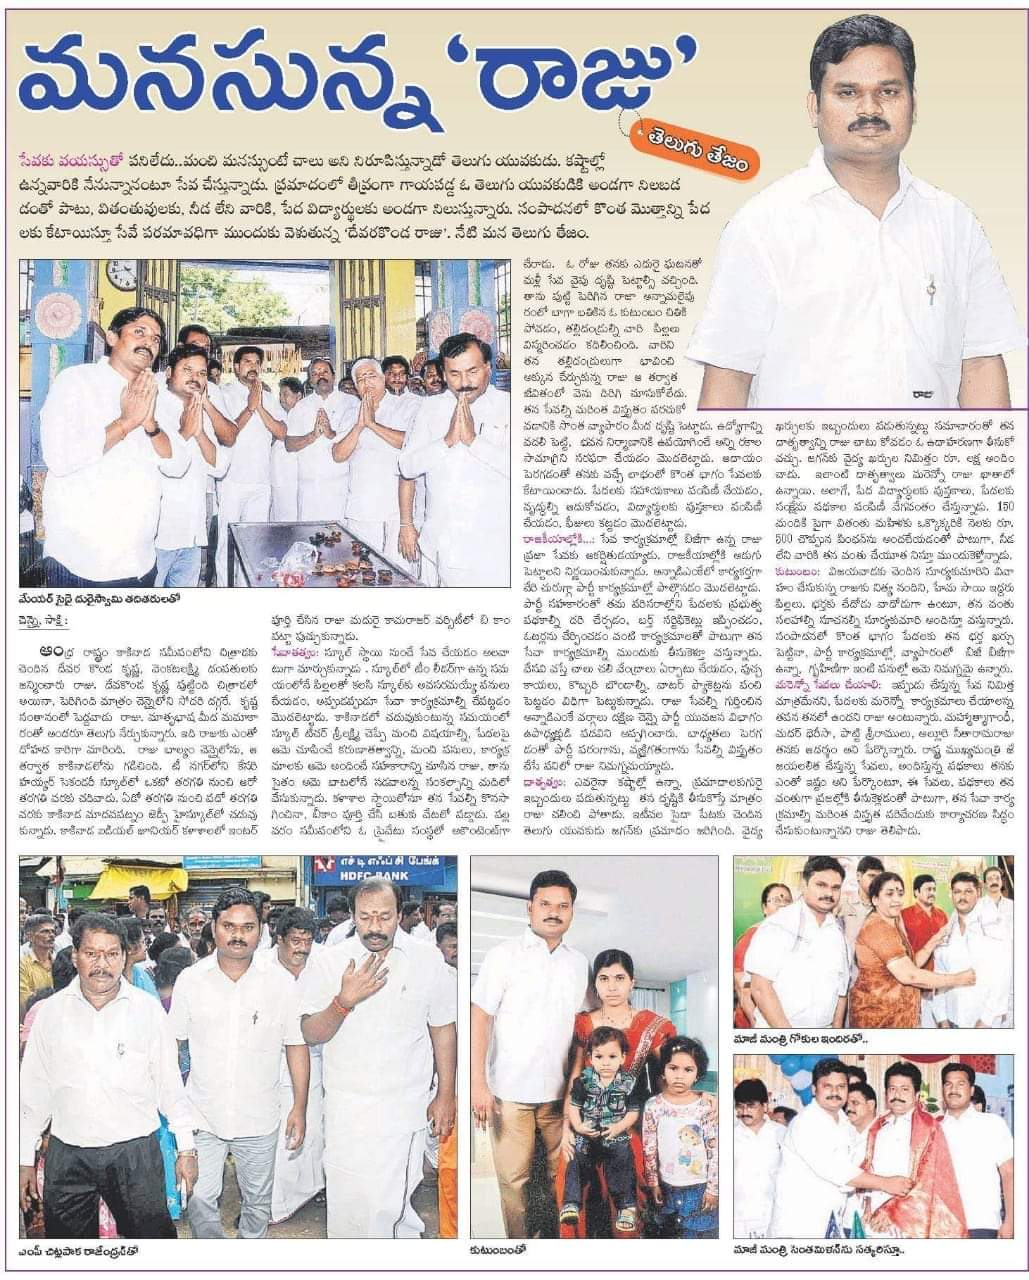 మనసున్న ‘రాజు’
తెలుగు తేజం
సేవకు వయస్సుతో పనిలేదు..మంచి మనస్సుంటే చాలు అని నిరూపిస్తున్నాడో తెలుగు యువకుడు. కష్టాల్లో
ఉన్నవారికి నేనున్నానంటూ సేవ చేస్తున్నాడు. ప్రమాదంలో తీవ్రంగా గాయపడ్డ ఓ తెలుగు యువకుడికి అండగా నిలబడ
డంతో పాటు, వితంతువులకు, నీడ లేని వారికి, పేద విద్యార్థులకు అండగా నిలుస్తున్నారు. సంపాదనలో కొంత మొత్తాన్ని పేద
లకు కేటాయిస్తూ సేవే పరమావధిగా ముందుకు వెళుతున్న ‘దేవరకొండ రాజు’. నేటి మన తెలుగు తేజం.
రాజు
మేయర్ సైదై దురైస్వామి తదితరులతో
చెన్నై, సాక్షి :
ఆంధ్ర రాష్ట్రం కాకినాడ సమీపంలోని చిత్రాడకు
చెందిన దేవర కొండ కృష్ణ, వెంకటలక్ష్మి దంపతులకు
జన్మించారు రాజు. దేవకొండ కృష్ణ పుట్టింది చిత్రాడలో
అయినా, పెరిగింది మాత్రం చెన్నైలోని సోదరి దగ్గరే. కృష్ణ
సంతానంలో పెద్దవాడు రాజు. మాతృభాష మీద మమకా
రంతో అందరూ తెలుగు నేర్చుకున్నారు. ఇది రాజుకు ఎంతో
దోహద కారిగా మారింది. రాజు బాల్యం చెన్నైలోను, ఆ
తర్వాత కాకినాడలోను గడిచింది. టీ నగర్‌లోని కేసరి
హయ్యర్ సెకండరీ స్కూల్‌లో ఒకటో తరగతి నుంచి ఆరో
తరగతి వరకు చదివారు. ఏడో తరగతి నుంచి పదో తరగతి
వరకు కాకినాడ మాదవపట్నం జెడ్పీ హైస్కూల్‌లో చదువు
కున్నాడు. కాకినాడ ఐడియల్ జూనియర్ కళాశాలలో ఇంటర్
పూర్తి చేసిన రాజు మదురై కామరాజర్ వర్సిటీలో బి కాం
పట్టా పుచ్చుకున్నాడు.
సేవాతత్వం: స్కూల్ స్థాయి నుంచే సేవ చేయడం అలవా
టుగా మార్చుకున్నాడు . స్కూల్‌లో టీం లీడర్‌గా ఉన్న సమ
యంలోనే పిల్లలతో కలసి స్కూల్‌కు అవసరమయ్యే పనులు
చేయడం, అప్పడప్పుడూ సేవా కార్యక్రమాల్ని చేపట్టడం
మొదలెట్టాడు. కాకినాడలో చదువుకుంటున్న సమయంలో
స్కూల్ టీచర్ శ్రీలక్ష్మి చెప్పే మంచి విషయాల్ని, పేదలపై
ఆమె చూపించే కరుణాతత్వాన్ని, మంచి పనులు, కార్యక్ర
మాలకు ఆమె అందించే సహకారాన్ని చూసిన రాజు, తాను
సైతం ఆమె బాటలోనే నడవాలన్న సంకల్పాన్ని మదిలో
వేసుకున్నాడు. కళాశాల స్థాయిలోనూ తన సేవల్ని కొనసా
గించాని, బీకాం పూర్తి చేసి బతుకు వేటలో పడ్డాడు. పల్ల
వరం సమీపంలోని ఓ ప్రైవేటు సంస్థలో అకౌంటెంట్‌గా
చేరాడు. ఓ రోజు తనకు ఎదురై ఘటనతో
మళ్లీ సేవ వైపు దృష్టి పెట్టాల్సి వచ్చింది.
తాను పుట్టి పెరిగిన రాజా అన్నామలైపు
రంలో బాగా బతికిన ఓ కుటుంబం చితికి
పోవడం, తల్లిదండ్రుల్ని వారి పిల్లలు
విస్మరించడం కదిలించింది. వారిని
తన తల్లిదండ్రులుగా భావించి
అక్కున చేర్చుకున్న రాజు ఆ తర్వాత
జీవితంలో వెను దిరిగి చూసుకోలేదు.
తన సేవల్ని మరింత విస్తృతం పరచుకో
వడానికి సొంత వ్యాపారం మీద దృష్టి పెట్టాడు. ఉద్యోగాన్ని
వదలి పెట్టి, భవన నిర్మాణానికి ఉపయోగించే అన్ని రకాల
సామాగ్రిని సరఫరా చేయడం మొదలెట్టాడు. ఆదాయం
పెరగడంతో తనకు వచ్చే లాభంలో కొంత భాగం సేవలకు
కేటాయించాడు. పేదలకు సహాయకాలు పంపిణీ చేయడం,
వృద్ధుల్ని ఆదుకోవడం, విద్యార్థులకు పుస్తకాలు పంపిణీ
చేయడం, ఫీజులు కట్టడం మొదలెట్టాడు.
రాజకీయాల్లోకి...: సేవ కార్యక్రమాల్లో బిజీగా ఉన్న రాజు
ప్రజా సేవకు ఆకర్షితుడయ్యాడు. రాజకీయాల్లోకి అడుగు
పెట్టాలని నిర్ణయించుకున్నాడు. అన్నాడిఎంకేలో కార్యకర్తగా
చేరి చురుగ్గా పార్టీ కార్యక్రమాల్లో పాల్గొనడం మొదలెట్టాడు.
పార్టీ సహకారంతో తమ పరిసరాల్లోని పేదలకు ప్రభుత్వ
పథకాల్ని దరి చేర్చడం, బర్త్ సర్టిఫికెట్లు ఇప్పించడం,
ఓటర్లను చేర్పించడం వంటి కార్యక్రమాలతో పాటుగా తన
సేవా కార్యక్రమాల్ని ముందుకు తీసుకెళ్తూ వస్తున్నాడు.
వేసవి వస్తే చాలు చలి వేంద్రాలు ఏర్పాటు చేయడం, పుచ్చ
కాయలు, కొబ్బరి బొండాల్ని, వాటర్ ప్యాకెట్లను పంచి
పెట్టడం విధిగా పెట్టుకున్నాడు. రాజు సేవల్ని గుర్తించిన
అన్నాడిఎంకే వర్గాలు దక్షిణ చెన్నై పార్టీ యువజన విభాగం
ఉపాధ్యక్షుడి పదవిని అప్పగించారు. బాధ్యతలు పెరగ
డంతో పార్టీ పరంగాను, వ్యక్తిగతంగాను సేవల్ని విస్తృతం
చేసే పనిలో రాజు నిమగ్నమయ్యాడు.
దాతృత్వం: ఎవరైనా కష్టాల్లో ఉన్నా, ప్రమాదాలకుగురై
ఇబ్బందులు పడుతున్నట్టు తన దృష్టికి తీసుకొస్తే మాత్రం
రాజు చలించి పోతాడు. ఇటీవల సైదా పేటకు చెందిన
తెలుగు యువకుడు జగన్‌కు ప్రమాదం జరిగింది. వైద్య
ఖర్చులకు ఇబ్బందులు పడుతున్నట్టు సమాచారంతో తన
దాతృత్వాన్ని రాజు చాటు కోవడం ఓ ఉదాహరణగా తీసుకో
వచ్చు. జగన్‌కు వైద్య ఖర్చుల నిమిత్తం రూ. లక్ష అందిం
చాడు. ఇలాంటి దాతృత్వాలు మరెన్నో రాజు ఖాతాలో
ఉన్నాయి. అలాగే, పేద విద్యార్థులకు పుస్తకాలు, పేదలకు
సంక్షేమ పథకాల పంపిణీ వేగవంతం చేస్తున్నాడు. 150
మందికి పైగా వితంతు మహిళకు ఒక్కొక్కరికి నెలకు రూ.
500 చొప్పున పింఛన్‌ను అందజేయడంతో పాటుగా, నీడ
లేని వారికి తన వంతు చేయూత నిస్తూ ముందుకెళ్తోన్నాడు.
కుటుంబం: విజయవాడకు చెందిన సూర్యకుమారిని వివా
హం చేసుకున్న రాజుకు నిత్య నందిని, హేమ సాయి ఇద్దరు
పిల్లలు. భర్తకు చేదోడు వాదోడుగా ఉంటూ, తన వంతు
సలహాల్ని సూచనల్ని సూర్యకుమారి అందిస్తూ వస్తున్నారు.
సంపాదనలో కొంత భాగం పేదలకు తన భర్త ఖర్చు
పెట్టినా, పార్టీ కార్యక్రమాల్లో, వ్యాపారంలో బిజీ బిజీగా
ఉన్నా, గృహిణిగా ఇంటి పనుల్లో ఆమె నిమగ్నమై ఉన్నారు.
మరెన్నో సేవలు చేయాలి: ఇప్పుడు చేస్తున్న సేవ నిమిత్త
మాత్రమేనని, పేదలకు మరెన్నో కార్యక్రమాలు చేయాలన్న
తపన తనలో ఉందని రాజు అంటున్నారు. మహాత్మాగాంధీ,
మదర్ థెరీసా, పొట్టి శ్రీరాములు, అల్లూరి సీతారామరాజు
తనకు ఆదర్శం అని పేర్కొన్నారు. రాష్ట్ర ముఖ్యమంత్రి జే
జయలలిత చేస్తున్న సేవలు, అందిస్తున్న పథకాలు తనకు
ఎంతో ఇష్టం అని పేర్కొంటూ, ఈ సేవలు, పథకాలు తన
వంతుగా ప్రజల్లోకి తీసుకెళ్లడంతో పాటుగా, తన సేవా కార్య
క్రమాల్ని మరింత విస్తృత పరిచేందుకు కార్యాచరణ సిద్ధం
చేసుకుంటున్నానని రాజు తెలిపాడు.
எச் டி எஃப் சி பேங்க்
HDFC BANK
ఎంపీ చిట్లపాక రాజేంద్రన్‌తో
కుటుంబంతో
మాజీ మంత్రి గోకుల ఇందిరతో..
మాజీ మంత్రి సెంతమిళన్‌ను సత్కరిస్తూ..